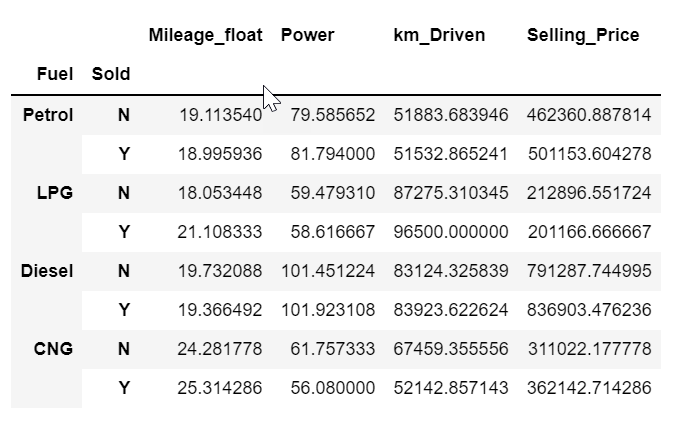 Mileage_float Power km_Driven Selling_Price
Fuel Sold
Petrol N 19.113540 79.585652 51883.683946 462360.887814
Y 18.995936 81.794000 51532.865241 501153.604278
LPG N 18.053448 59.479310 87275.310345 212896.551724
Y 21.108333 58.616667 96500.000000 201166.666667
Diesel N 19.732088 101.451224 83124.325839 791287.744995
Y 19.366492 101.923108 83923.622624 836903.476236
CNG N 24.281778 61.757333 67459.355556 311022.177778
Y 25.314286 56.080000 52142.857143 362142.714286